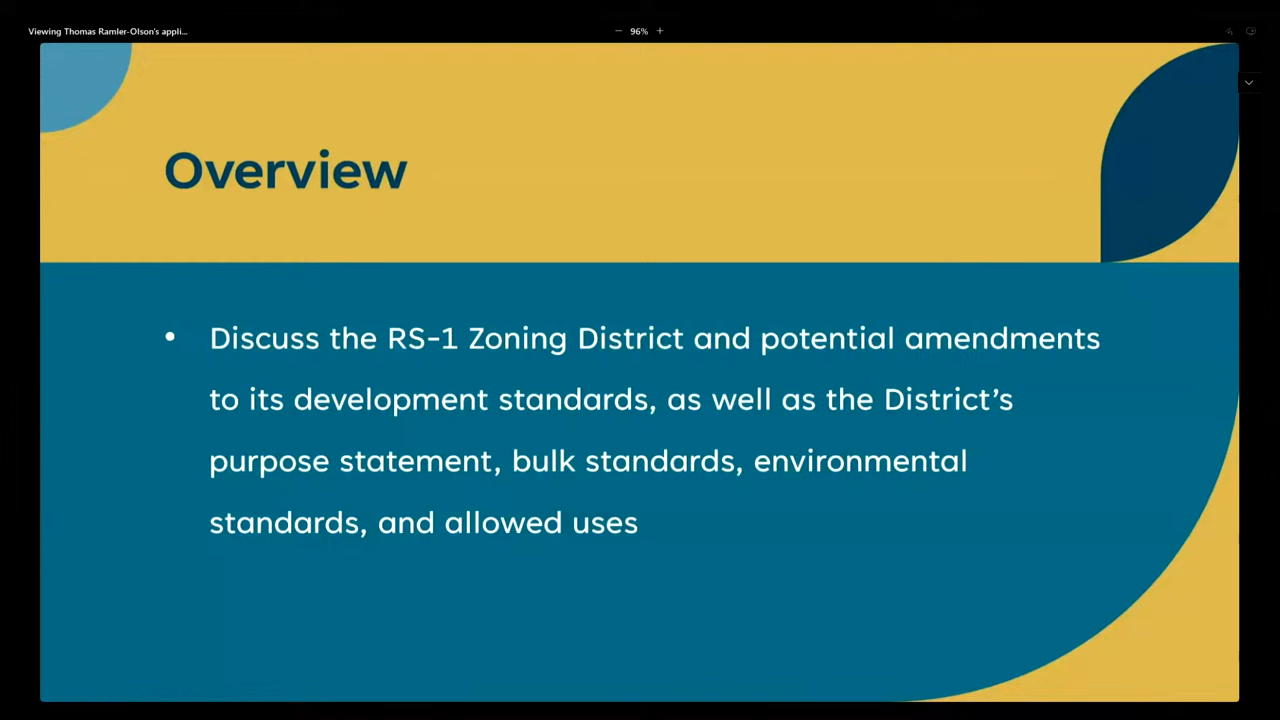 Viewing Thomas Ramler-Olson's appli...
96%
Overview
• Discuss the RS-1 Zoning District and potential amendments
to its development standards, as well as the District’s
purpose statement, bulk standards, environmental
standards, and allowed uses